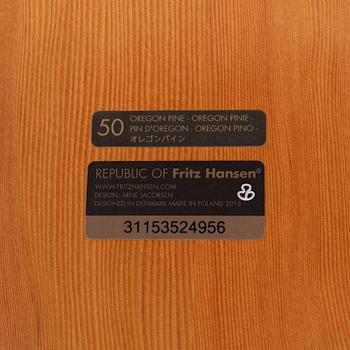 50 OREGON PINE - OREGON PINIE -
PIN D'OREGON - OREGON PINO -
オレゴンパイン
REPUBLIC OF Fritz Hansen®
WWW.FRITZHANSEN.COM
DESIGN: ARNE JACOBSEN
DESIGNED IN DENMARK MADE IN POLAND 2015
31153524956